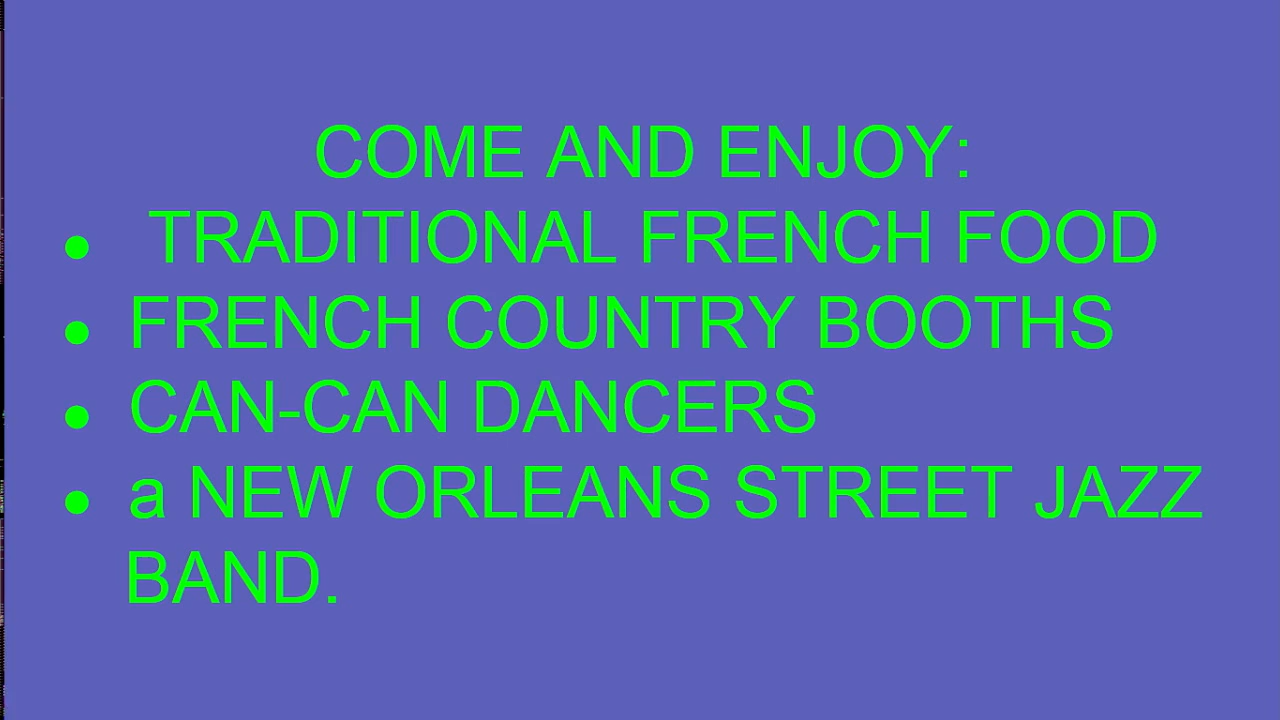 COME AND ENJOY:
● TRADITIONAL FRENCH FOOD
● FRENCH COUNTRY BOOTHS
● CAN-CAN DANCERS
● a NEW ORLEANS STREET JAZZ
BAND.